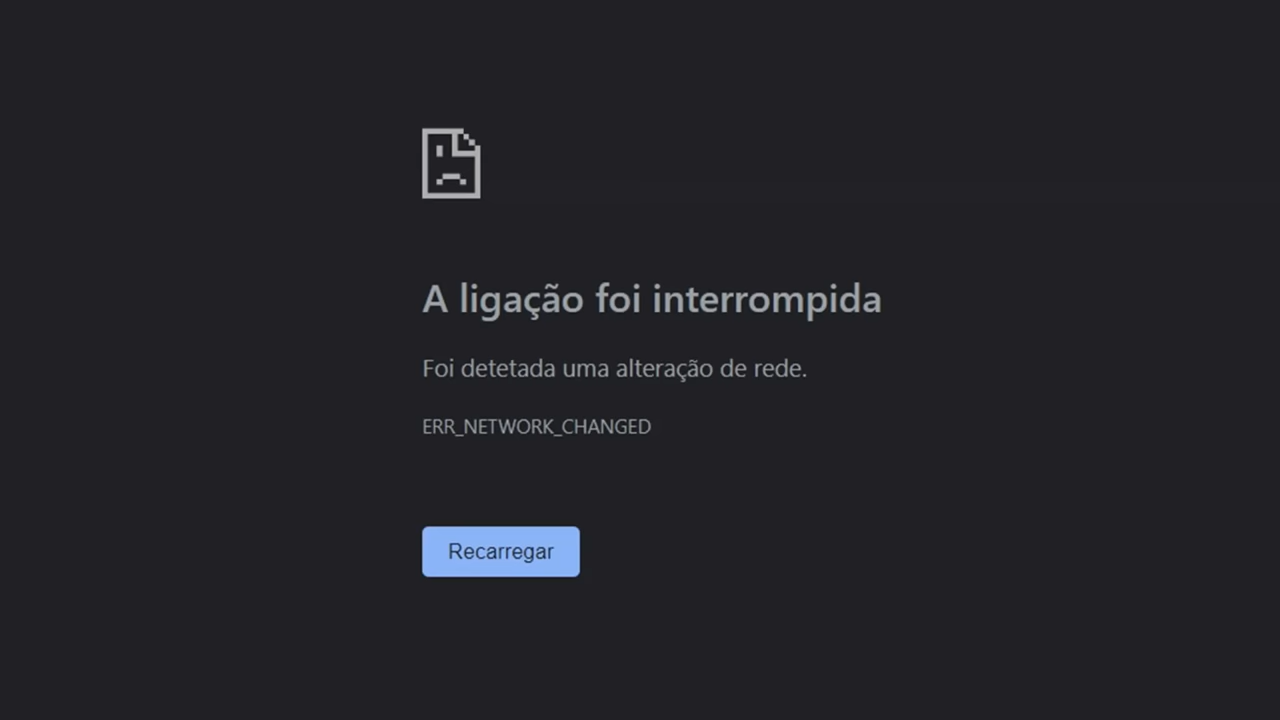 A ligação foi interrompida
Foi detetada uma alteração de rede.
ERR_NETWORK_CHANGED
Recarregar